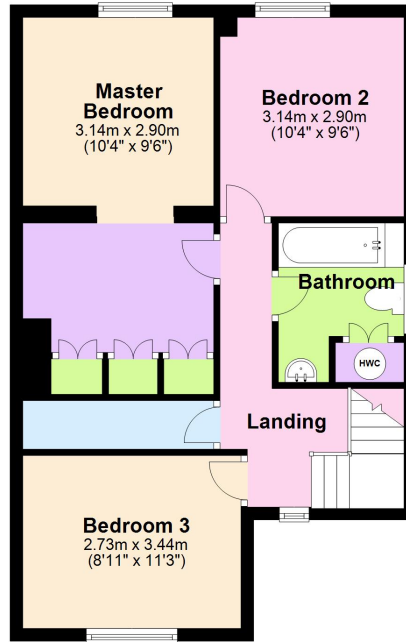 Master
Bedroom
3.14m x 2.90m
(10'4" x 9'6")
Bedroom 2
3.14m x 2.90m
(10'4" x 9'6")
Bathroom
HWC
Landing
Bedroom 3
2.73m x 3.44m
(8'11" x 11'3")